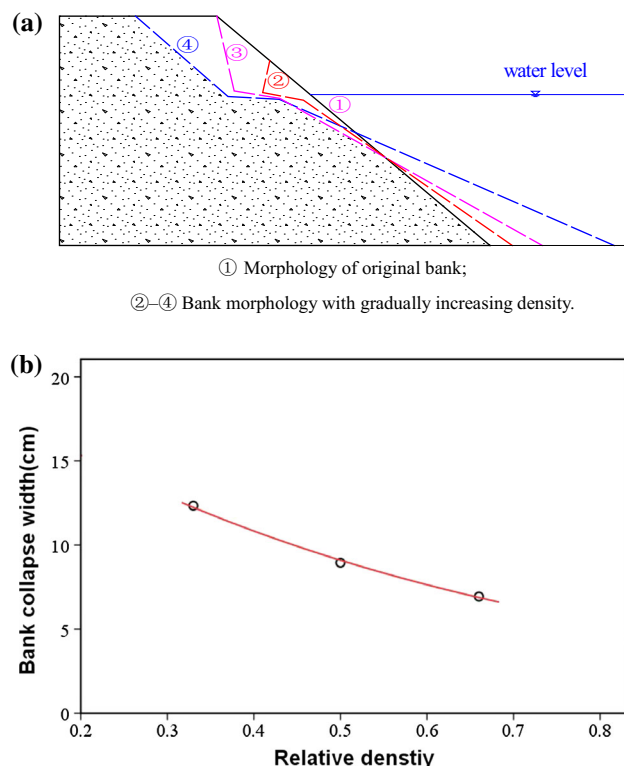 (a)
④
③
②
①
water level
① Morphology of original bank;
②–④ Bank morphology with gradually increasing density.
(b)
Bank collapse width(cm)
20
15
10
5
0
0.2 0.3 0.4 0.5 0.6 0.7 0.8
Relative denstiy